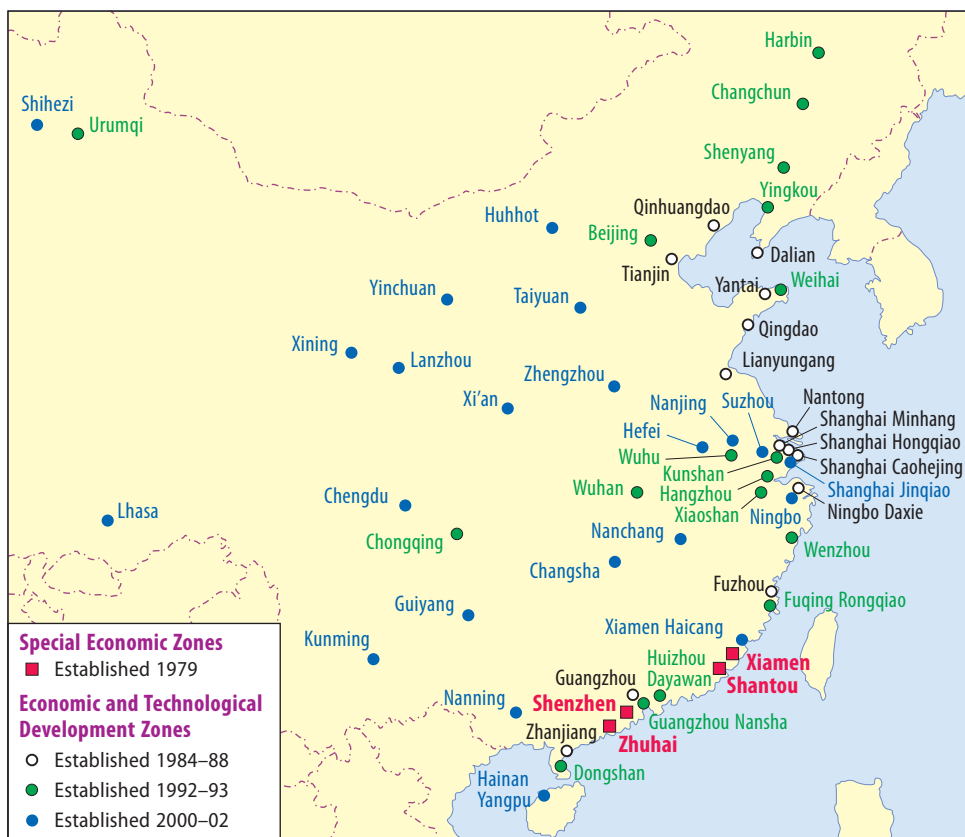 Harbin
Changchun
Shihezi
Urumqi
Shenyang
Yingkou
Qinhuangdao
Huhhot
Beijing
Dalian
Tianjin
Yantai
Weihai
Yinchuan
Taiyuan
Qingdao
Xining
Lanzhou
Lianyungang
Zhengzhou
Xi'an
Suzhou
Nantong
Nanjing
Shanghai Minhang
Hefei
Shanghai Hongqiao
Wuhu
Kunshan
Shanghai Caohejing
Chengdu
Wuhan
Hangzhou
Shanghai Jinqiao
Lhasa
Xiaoshan
Ningbo
Ningbo Daxie
Chongqing
Nanchang
Wenzhou
Changsha
Fuzhou
Guiyang
Fuqing Rongqiao
Kunming
Xiamen Haicang
Huizhou
Dayawan
Xiamen
Shantou
Guangzhou
Nanning
Shenzhen
Guangzhou Nansha
Zhanjiang
Zhuhai
Dongshan
Hainan
Yangpu
Special Economic Zones
Established 1979
Economic and Technological
Development Zones
Established 1984–88
Established 1992–93
Established 2000–02